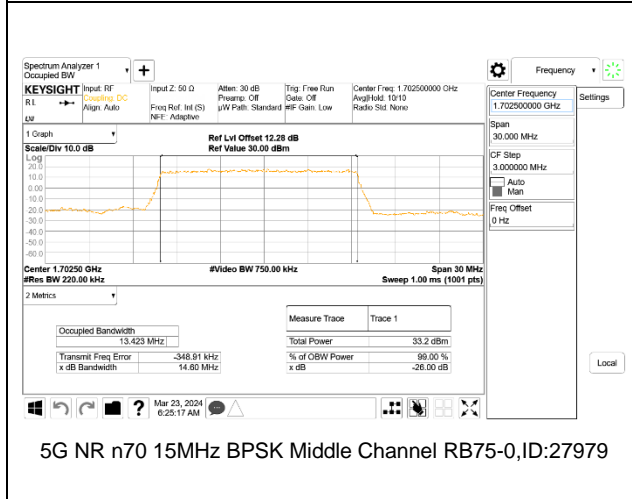 Spectrum Analyzer 1
Occupied BW
Frequency
KEYSIGHT Input: RF
RL
Coupling: DC
Align: Auto
LXI
Input Z: 50 Ω
Freq Ref: Int (S)
NFE: Adaptive
Atten: 30 dB
Preamp: Off
µW Path: Standard
Trig: Free Run
Gate: Off
#IF Gain: Low
Center Freq: 1.702500000 GHz
Avg|Hold: 10/10
Radio Std: None
Center Frequency
1.702500000 GHz
Settings
Span
30.000 MHz
CF Step
3.000000 MHz
Auto
Man
Freq Offset
0 Hz
Local
1 Graph
Scale/Div 10.0 dB
Ref Lvl Offset 12.28 dB
Ref Value 30.00 dBm
Log
20.0
10.0
0.00
-10.0
-20.0
-30.0
-40.0
-50.0
-60.0
Center 1.70250 GHz
#Video BW 750.00 kHz
Span 30 MHz
#Res BW 220.00 kHz
Sweep 1.00 ms (1001 pts)
2 Metrics
Occupied Bandwidth
13.423 MHz
Transmit Freq Error -348.91 kHz
x dB Bandwidth 14.60 MHz
Measure Trace Trace 1
Total Power 33.2 dBm
% of OBW Power 99.00 %
x dB -26.00 dB
?
Mar 23, 2024
6:25:17 AM
5G NR n70 15MHz BPSK Middle Channel RB75-0,ID:27979